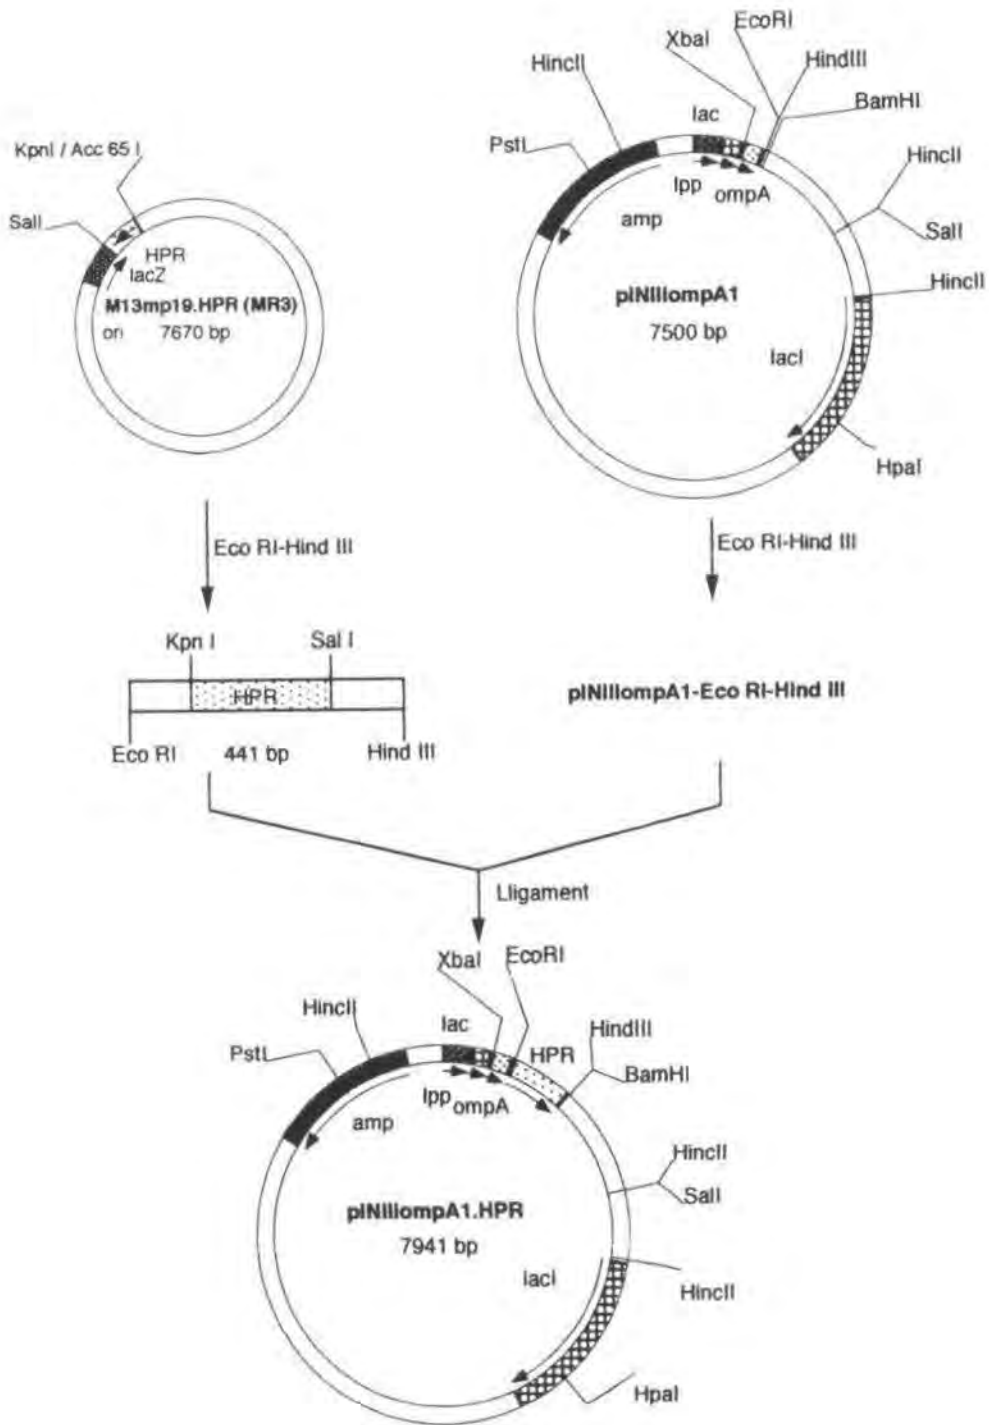 EcoRI
XbaI
HincII
HindIII
BamHI
lac
PstI
KpnI / Acc 65 I
HincII
lpp ompA
SalI
amp
SalI
HPR
lacZ
HincII
M13mp19.HPR (MR3)
pINIIIompA1
ori 7670 bp
7500 bp
lacI
HpaI
Eco RI-Hind III
Eco RI-Hind III
Kpn I
Sal I
HPR
pINIIIompA1-Eco RI-Hind III
Eco RI 441 bp Hind III
Lligament
XbaI EcoRI
HincII
lac
HindIII
PstI
HPR
BamHI
lpp ompA
amp
HincII
SalI
pINIIIompA1.HPR
7941 bp
lacI
HincII
HpaI